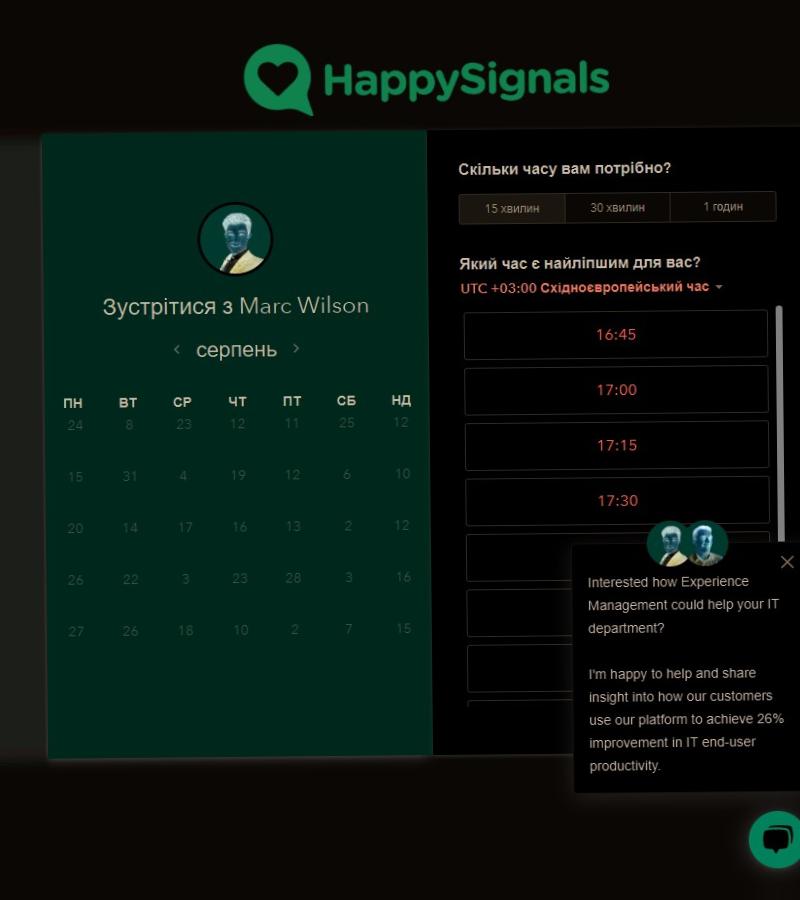 HappySignals
Зустрітися з Marc Wilson
серпень
ПН ВТ СР ЧТ ПТ СБ НД
24 8 23 12 11 25 12
15 31 4 19 12 6 10
20 14 17 16 13 2 12
26 22 3 23 28 3 16
27 26 18 10 2 7 15
Скільки часу вам потрібно?
15 хвилин 30 хвилин 1 годин
Який час є найліпшим для вас?
UTC +03:00 Східноєвропейський час
16:45
17:00
17:15
17:30
Interested how Experience
Management could help your IT
department?
I'm happy to help and share
insight into how our customers
use our platform to achieve 26%
improvement in IT end-user
productivity.